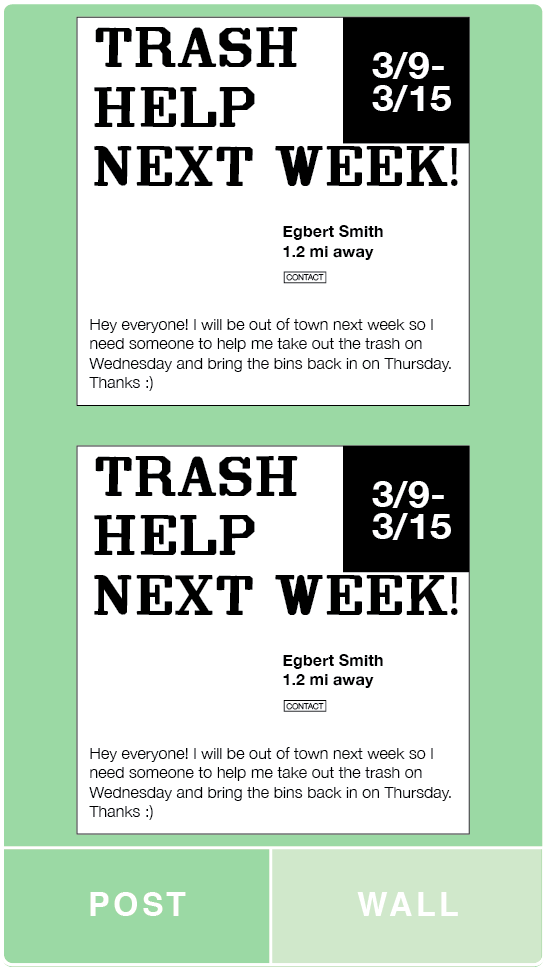 TRASH
HELP
NEXT WEEK!
3/9-
3/15
Egbert Smith
1.2 mi away
CONTACT
Hey everyone! I will be out of town next week so I
need someone to help me take out the trash on
Wednesday and bring the bins back in on Thursday.
Thanks :)
TRASH
HELP
NEXT WEEK!
3/9-
3/15
Egbert Smith
1.2 mi away
CONTACT
Hey everyone! I will be out of town next week so I
need someone to help me take out the trash on
Wednesday and bring the bins back in on Thursday.
Thanks :)
POST
WALL